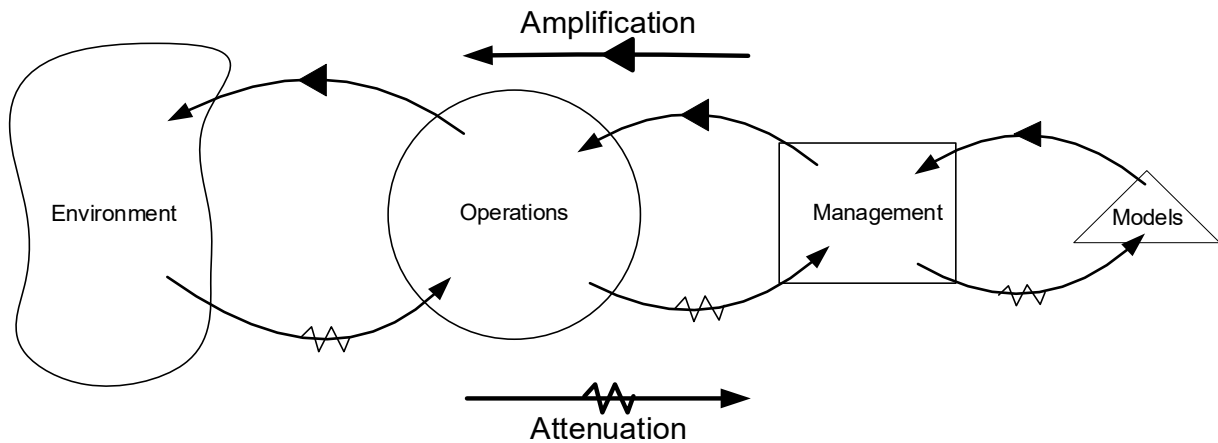 Amplification
Environment
Operations
Management
Models
Attenuation